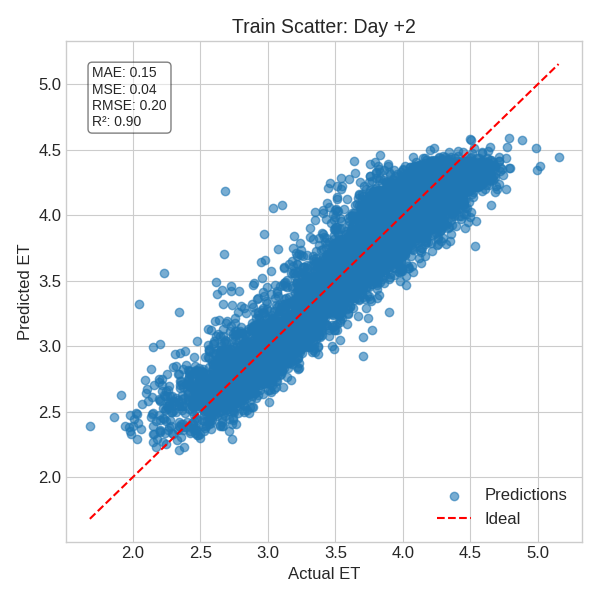 Train Scatter: Day +2
MAE: 0.15
MSE: 0.04
RMSE: 0.20
R²: 0.90
5.0
4.5
4.0
3.5
3.0
2.5
2.0
Predicted ET
Predictions
Ideal
2.0 2.5 3.0 3.5 4.0 4.5 5.0
Actual ET